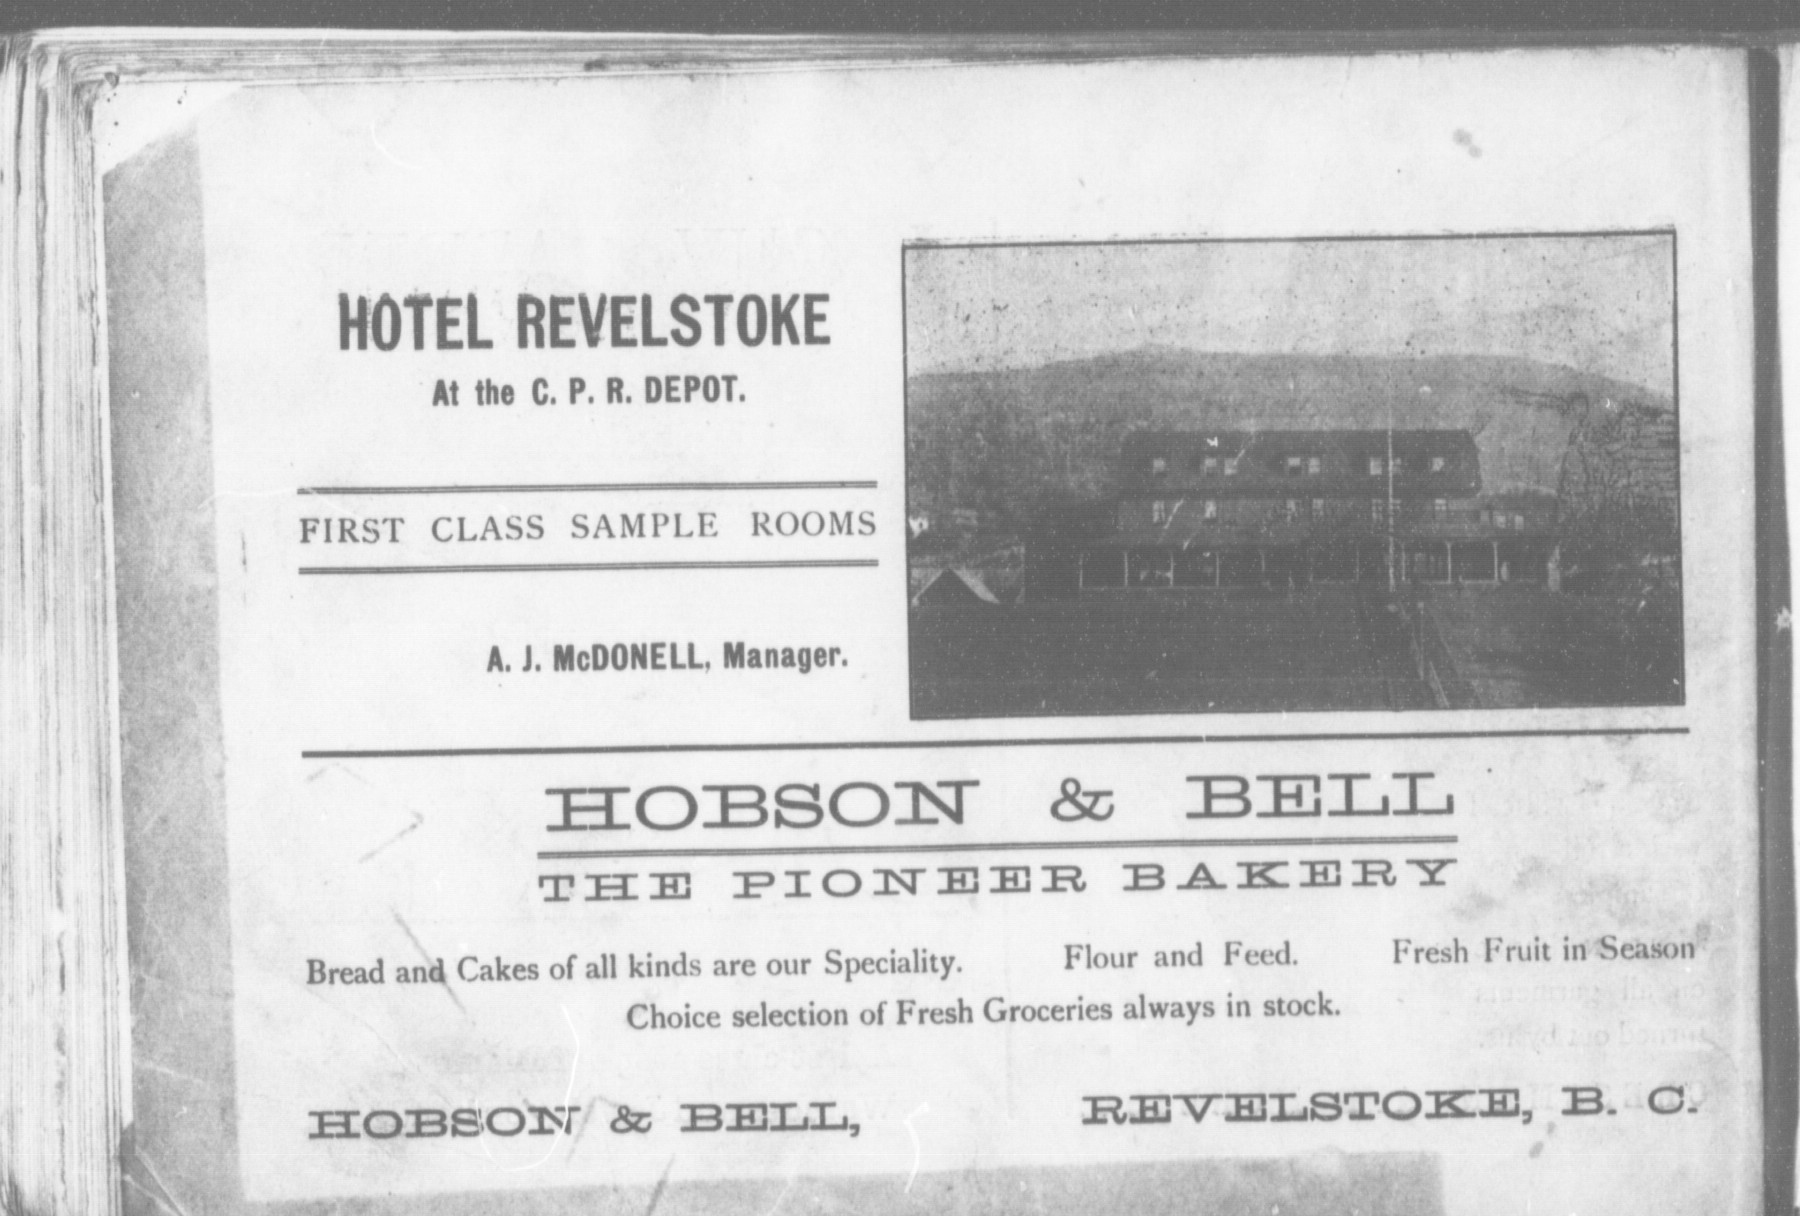 HOTEL REVELSTOKE
At the C. P. R. DEPOT.
FIRST CLASS SAMPLE ROOMS
A. J. McDONELL, Manager.
HOBSON & BELL
THE PIONEER BAKERY
Bread and Cakes of all kinds are our Speciality. Flour and Feed. Fresh Fruit in Season
Choice selection of Fresh Groceries always in stock.
HOBSON & BELL, REVELSTOKE, B. C.